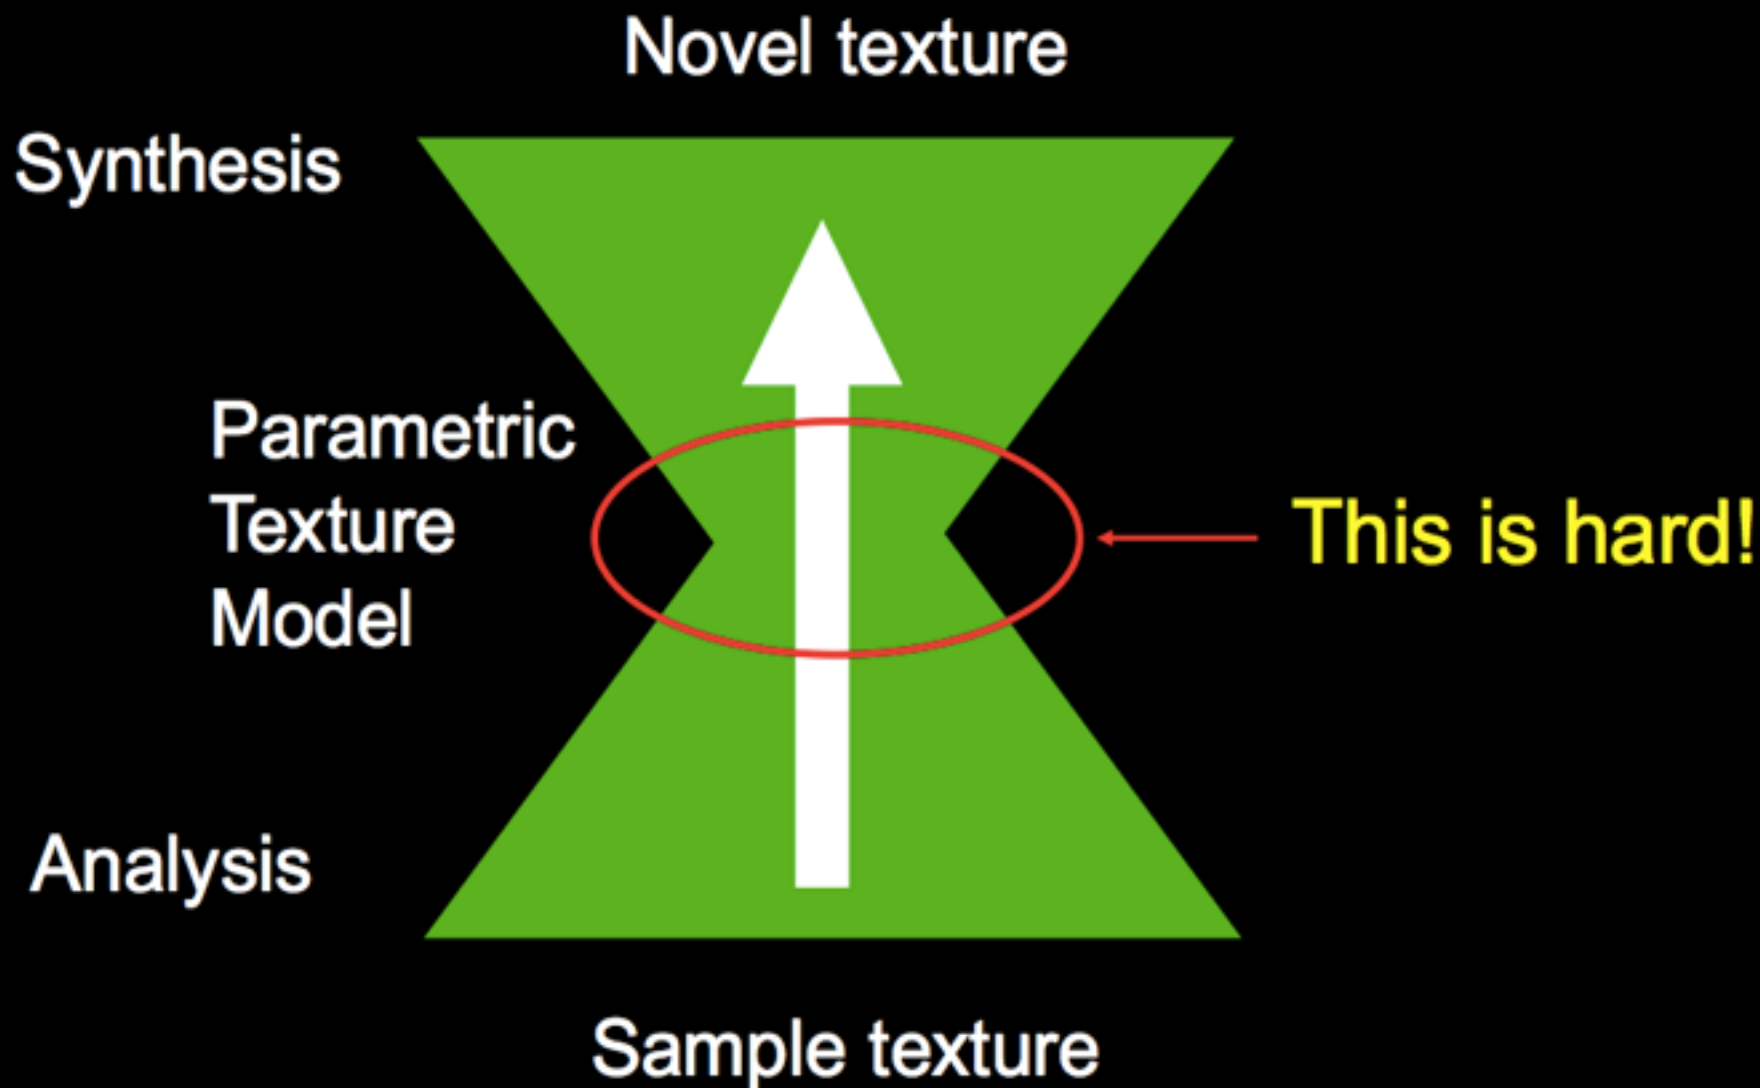 Novel texture
Synthesis
Parametric
Texture
Model
This is hard!
Analysis
Sample texture